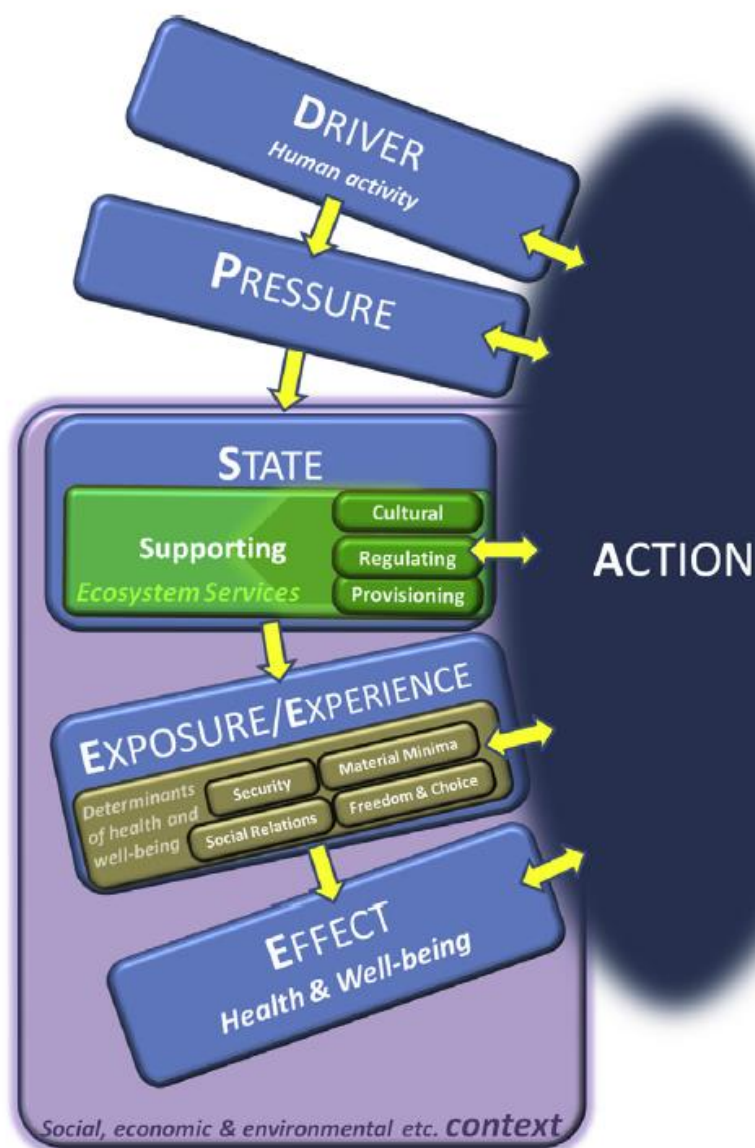 DRIVER
Human activity
PRESSURE
STATE
Cultural
Supporting
Regulating
Ecosystem Services
Provisioning
ACTION
EXPOSURE/EXPERIENCE
Determinants
of health and
well-being
Security
Material Minima
Social Relations
Freedom & Choice
EFFECT
Health & Well-being
Social, economic & environmental etc. context